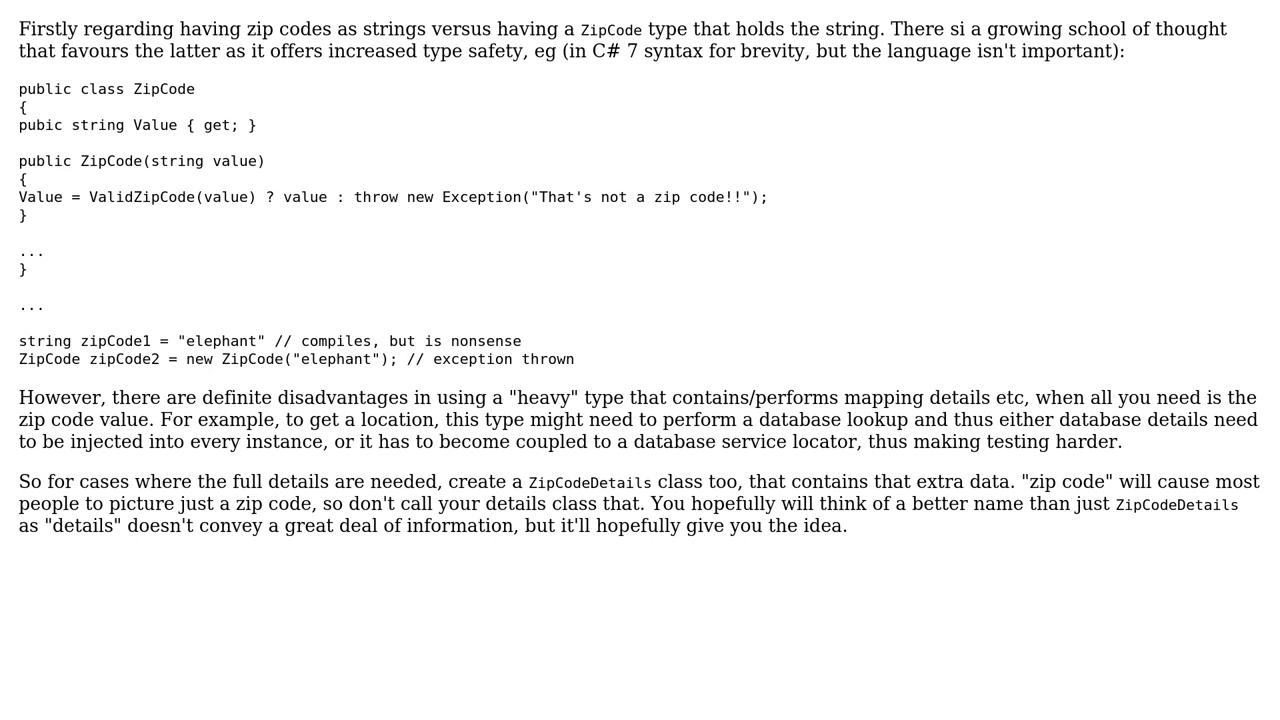 Firstly regarding having zip codes as strings versus having a ZipCode type that holds the string. There si a growing school of thought
that favours the latter as it offers increased type safety, eg (in C# 7 syntax for brevity, but the language isn't important):
public class ZipCode
{
pubic string Value { get; }
public ZipCode(string value)
{
Value = ValidZipCode(value) ? value : throw new Exception("That's not a zip code!!");
}
...
}
...
string zipCode1 = "elephant" // compiles, but is nonsense
ZipCode zipCode2 = new ZipCode("elephant"); // exception thrown
However, there are definite disadvantages in using a "heavy" type that contains/performs mapping details etc, when all you need is the
zip code value. For example, to get a location, this type might need to perform a database lookup and thus either database details need
to be injected into every instance, or it has to become coupled to a database service locator, thus making testing harder.
So for cases where the full details are needed, create a ZipCodeDetails class too, that contains that extra data. "zip code" will cause most
people to picture just a zip code, so don't call your details class that. You hopefully will think of a better name than just ZipCodeDetails
as "details" doesn't convey a great deal of information, but it'll hopefully give you the idea.